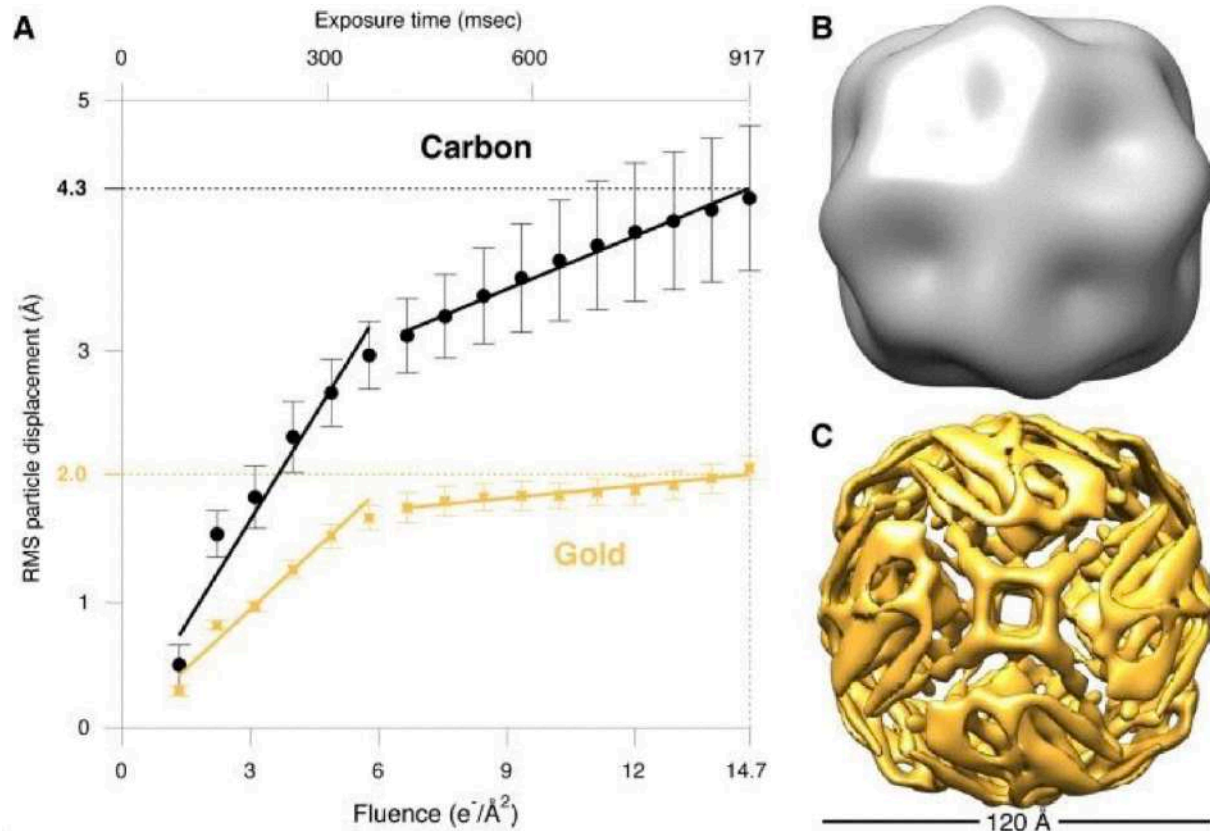 A
Exposure time (msec)
0 300 600 917
5
Carbon
4.3
3
2.0
Gold
1
0
RMS particle displacement (Å)
0 3 6 9 12 14.7
Fluence (e⁻/Å²)
B
C
120 Å